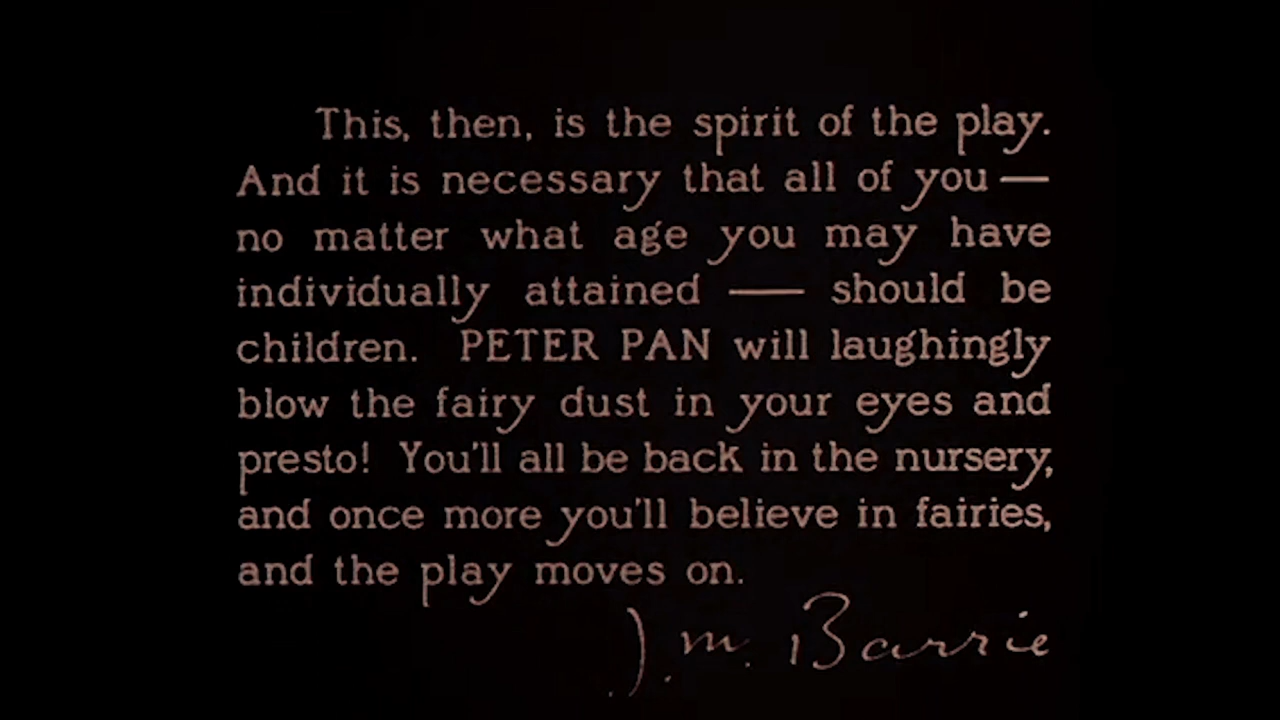 This, then, is the spirit of the play.
And it is necessary that all of you —
no matter what age you may have
individually attained — should be
children. PETER PAN will laughingly
blow the fairy dust in your eyes and
presto! You'll all be back in the nursery,
and once more you'll believe in fairies,
and the play moves on.
J. M. Barrie